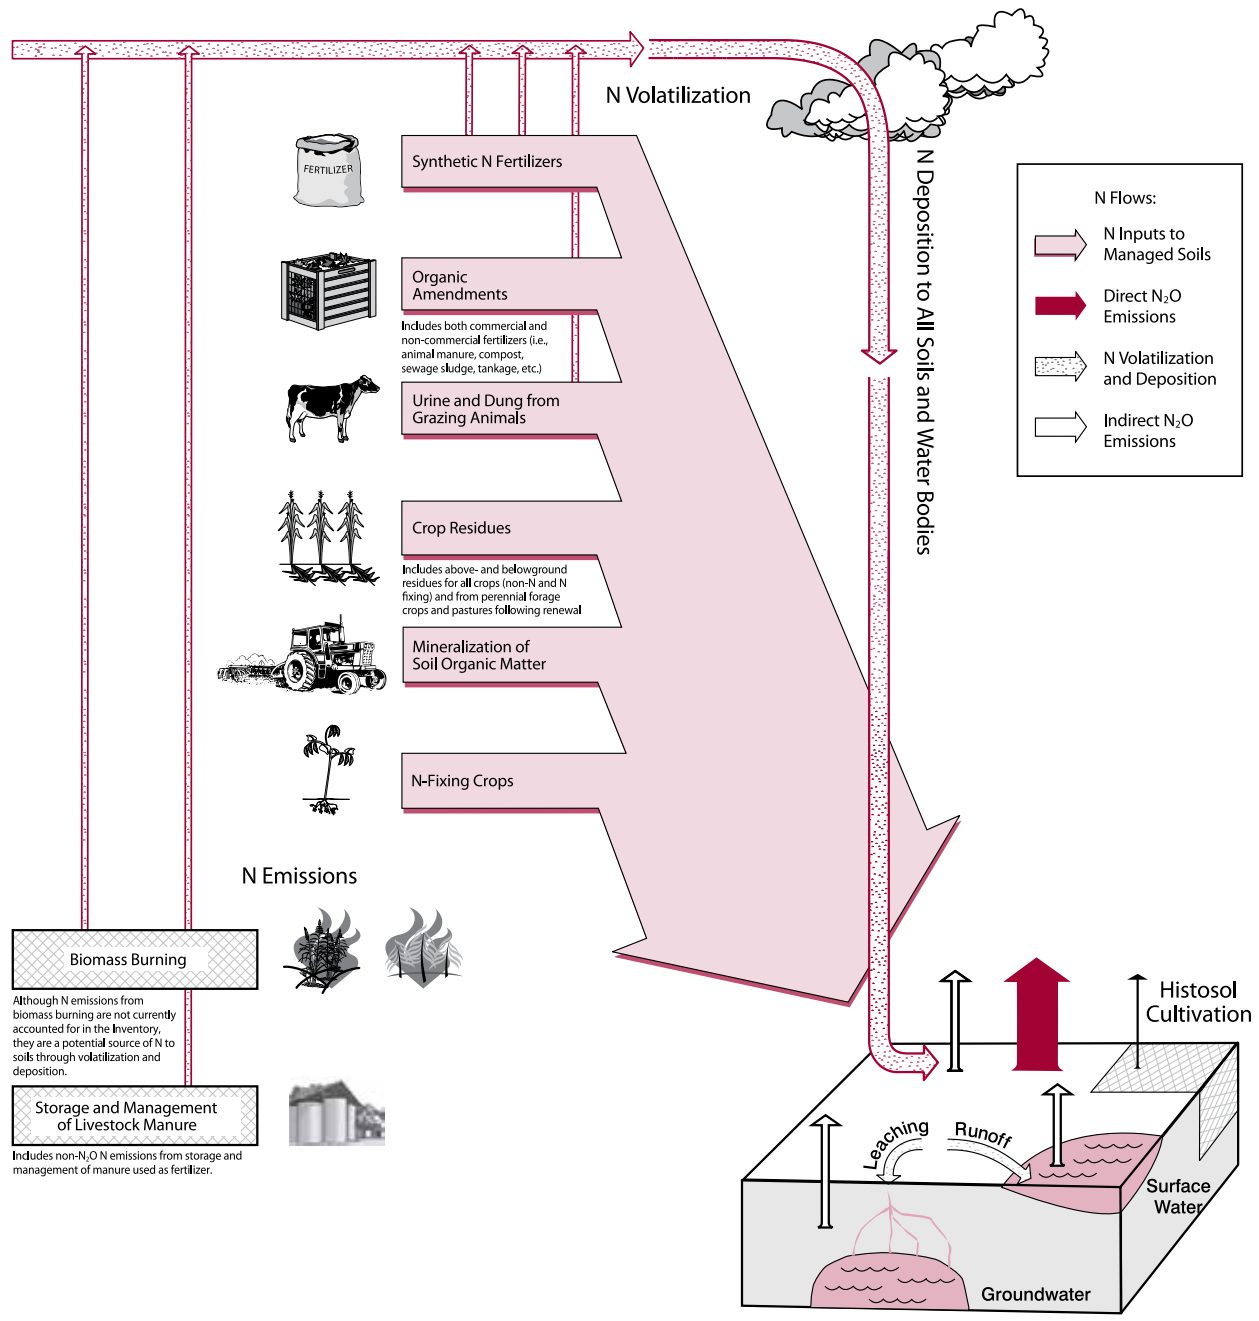 N Volatilization
N Deposition to All Soils and Water Bodies
FERTILIZER
Synthetic N Fertilizers
Organic
Amendments
Includes both commercial and
non-commercial fertilizers (i.e.,
animal manure, compost,
sewage sludge, tankage, etc.)
Urine and Dung from
Grazing Animals
Crop Residues
Includes above- and belowground
residues for all crops (non-N and N
fixing) and from perennial forage
crops and pastures following renewal
Mineralization of
Soil Organic Matter
N-Fixing Crops
N Flows:
N Inputs to
Managed Soils
Direct N₂O
Emissions
N Volatilization
and Deposition
Indirect N₂O
Emissions
N Emissions
Biomass Burning
Although N emissions from
biomass burning are not currently
accounted for in the Inventory,
they are a potential source of N to
soils through volatilization and
deposition.
Storage and Management
of Livestock Manure
Includes non-N₂O N emissions from storage and
management of manure used as fertilizer.
Histosol
Cultivation
Leaching
Runoff
Surface
Water
Groundwater